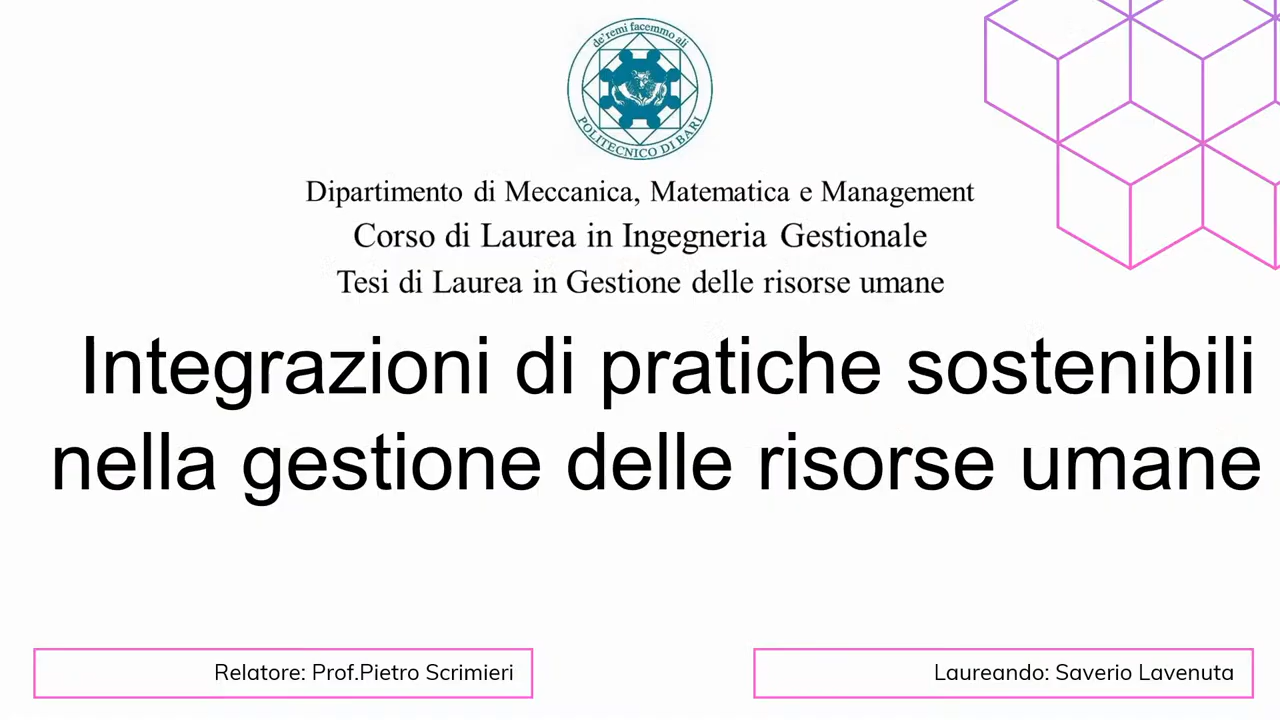 de' remi facemmo ali
POLITECNICO DI BARI
Dipartimento di Meccanica, Matematica e Management
Corso di Laurea in Ingegneria Gestionale
Tesi di Laurea in Gestione delle risorse umane
Integrazioni di pratiche sostenibili
nella gestione delle risorse umane
Relatore: Prof.Pietro Scrimieri
Laureando: Saverio Lavenuta